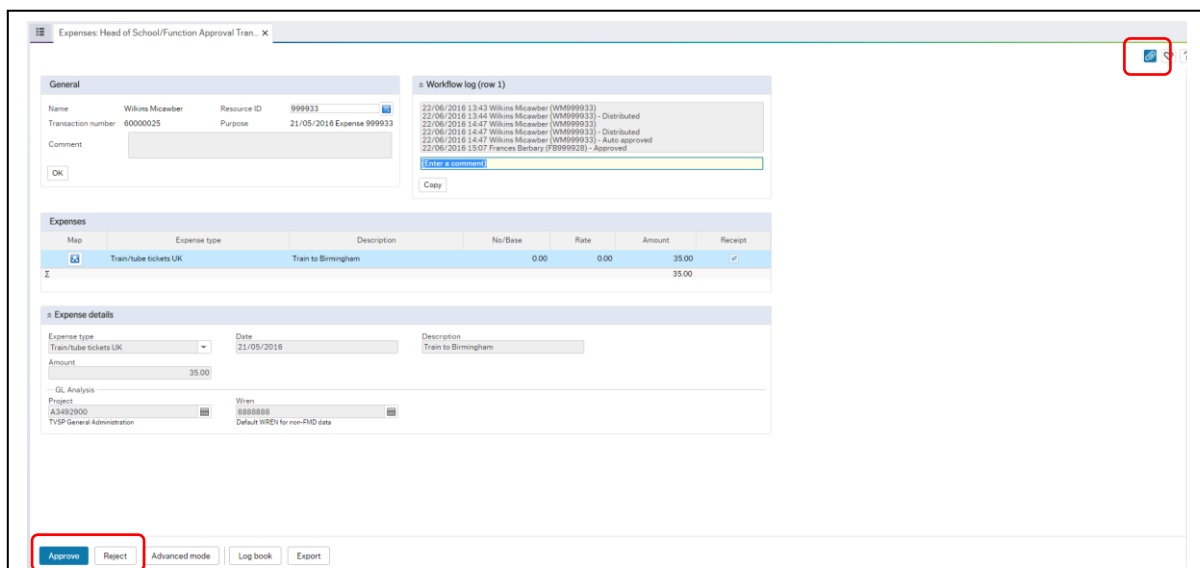 Expenses: Head of School/Function Approval Tran.. ×
?
General
Name Wilkins Micawber Resource ID 999933
Transaction number 60000025 Purpose 21/05/2016 Expense 999933
Comment
OK
Workflow log (row 1)
22/06/2016 13:43 Wilkins Micawber (WM999933)
22/06/2016 13:44 Wilkins Micawber (WM999933) - Distributed
22/06/2016 14:47 Wilkins Micawber (WM999933)
22/06/2016 14:47 Wilkins Micawber (WM999933) - Distributed
22/06/2016 14:47 Wilkins Micawber (WM999933) - Auto approved
22/06/2016 15:07 Frances Barbary (FB999928) - Approved
(Enter a comment)
Copy
Expenses
Map Expense type Description No/Base Rate Amount Receipt
Train/tube tickets UK Train to Birmingham 0.00 0.00 35.00
Σ 35.00
Expense details
Expense type Date Description
Train/tube tickets UK 21/05/2016 Train to Birmingham
Amount
35.00
GL Analysis
Project Wren
A3492900 8888888
TVSP General Administration Default WREN for non-FMD data
Approve Reject Advanced mode Log book Export